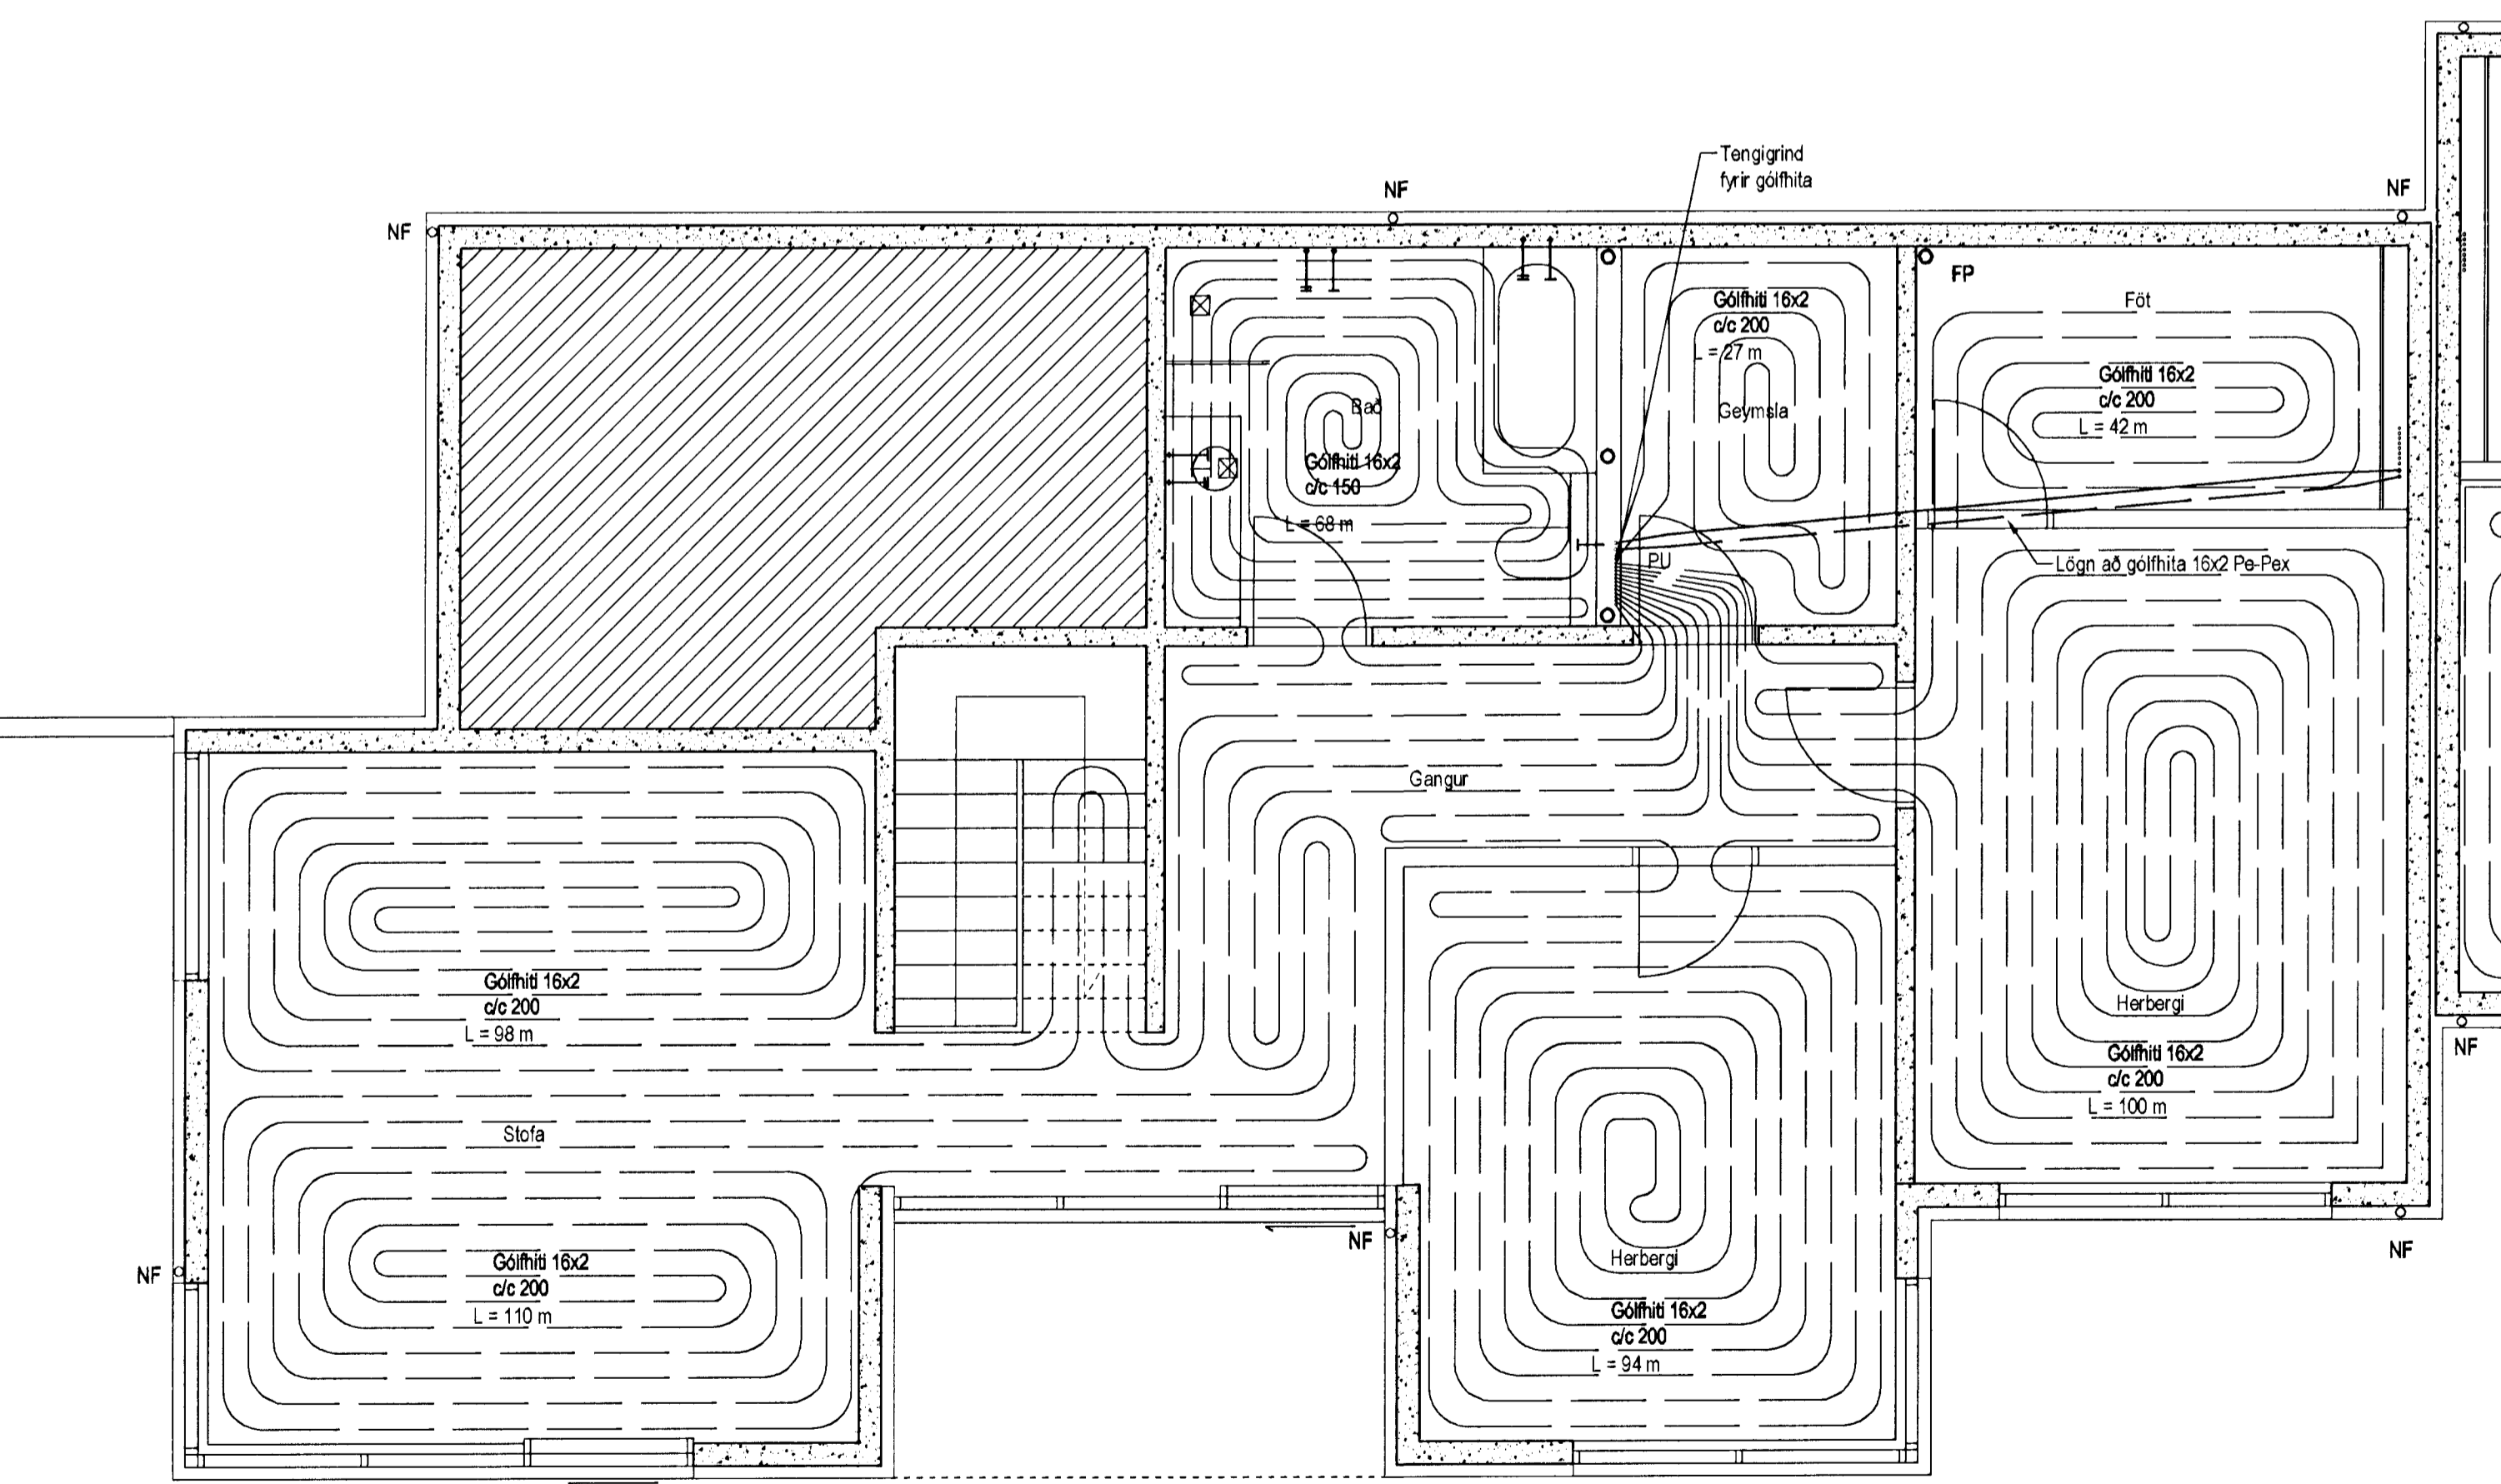 Tengigrind
fyrir gólfhita
NF
NF
NF
FP
Föt
Gólfhiti 16x2
c/c 200
L = 27 m
Geymsla
Gólfhiti 16x2
c/c 200
L = 42 m
Bað
Gólfhiti 16x2
c/c 150
L = 68 m
PU
Lögn að gólfhita 16x2 Pe-Pex
Gangur
Gólfhiti 16x2
c/c 200
L = 98 m
Herbergi
Gólfhiti 16x2
c/c 200
L = 100 m
NF
Stofa
Gólfhiti 16x2
c/c 200
L = 110 m
NF
NF
Herbergi
Gólfhiti 16x2
c/c 200
L = 94 m
NF